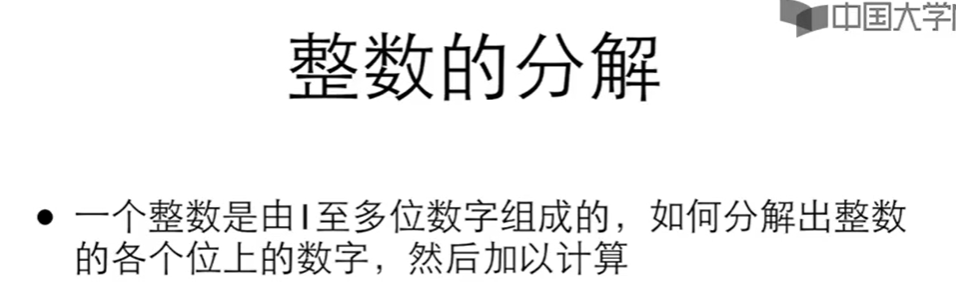 中国大学
整数的分解
● 一个整数是由1至多位数字组成的，如何分解出整数
的各个位上的数字，然后加以计算